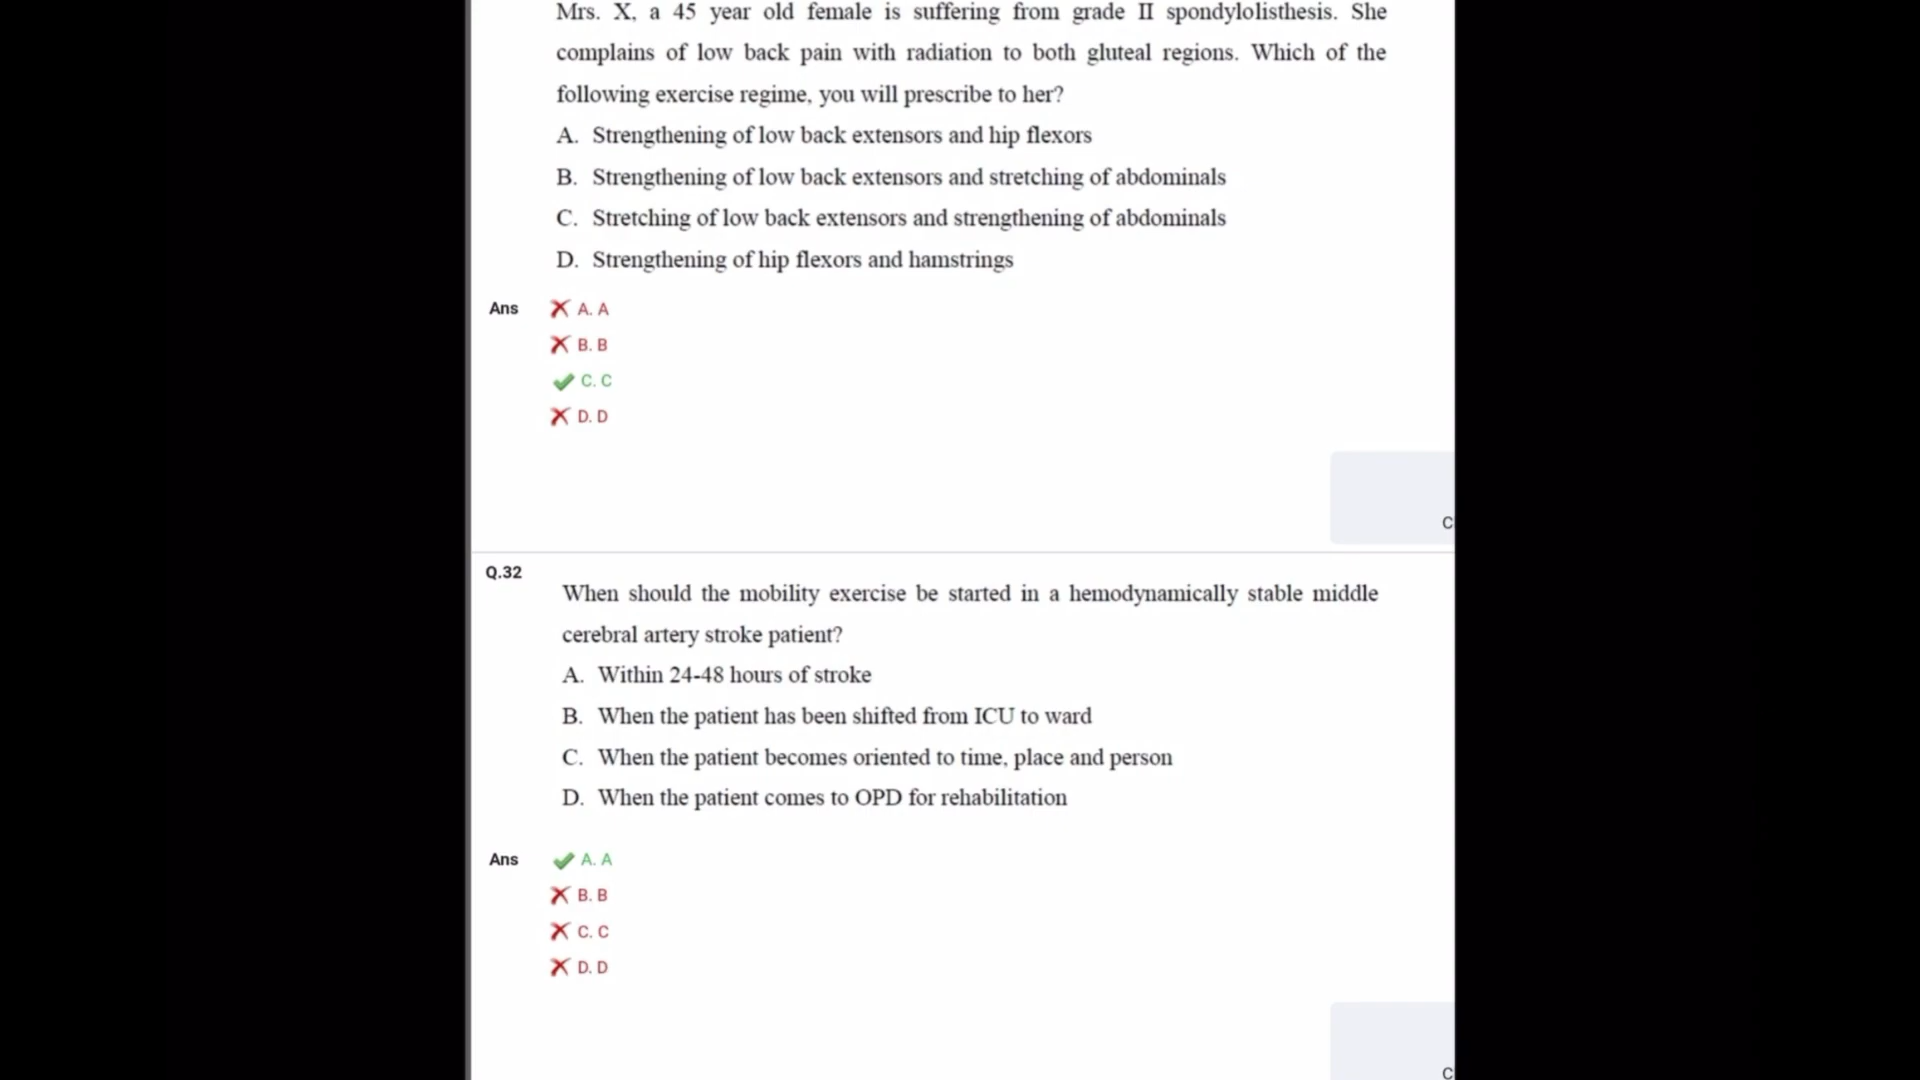 Mrs. X, a 45 year old female is suffering from grade II spondylolisthesis. She
complains of low back pain with radiation to both gluteal regions. Which of the
following exercise regime, you will prescribe to her?
A. Strengthening of low back extensors and hip flexors
B. Strengthening of low back extensors and stretching of abdominals
C. Stretching of low back extensors and strengthening of abdominals
D. Strengthening of hip flexors and hamstrings
Ans A. A
B. B
C. C
D. D
C
Q.32
When should the mobility exercise be started in a hemodynamically stable middle
cerebral artery stroke patient?
A. Within 24-48 hours of stroke
B. When the patient has been shifted from ICU to ward
C. When the patient becomes oriented to time, place and person
D. When the patient comes to OPD for rehabilitation
Ans A. A
B. B
C. C
D. D
C